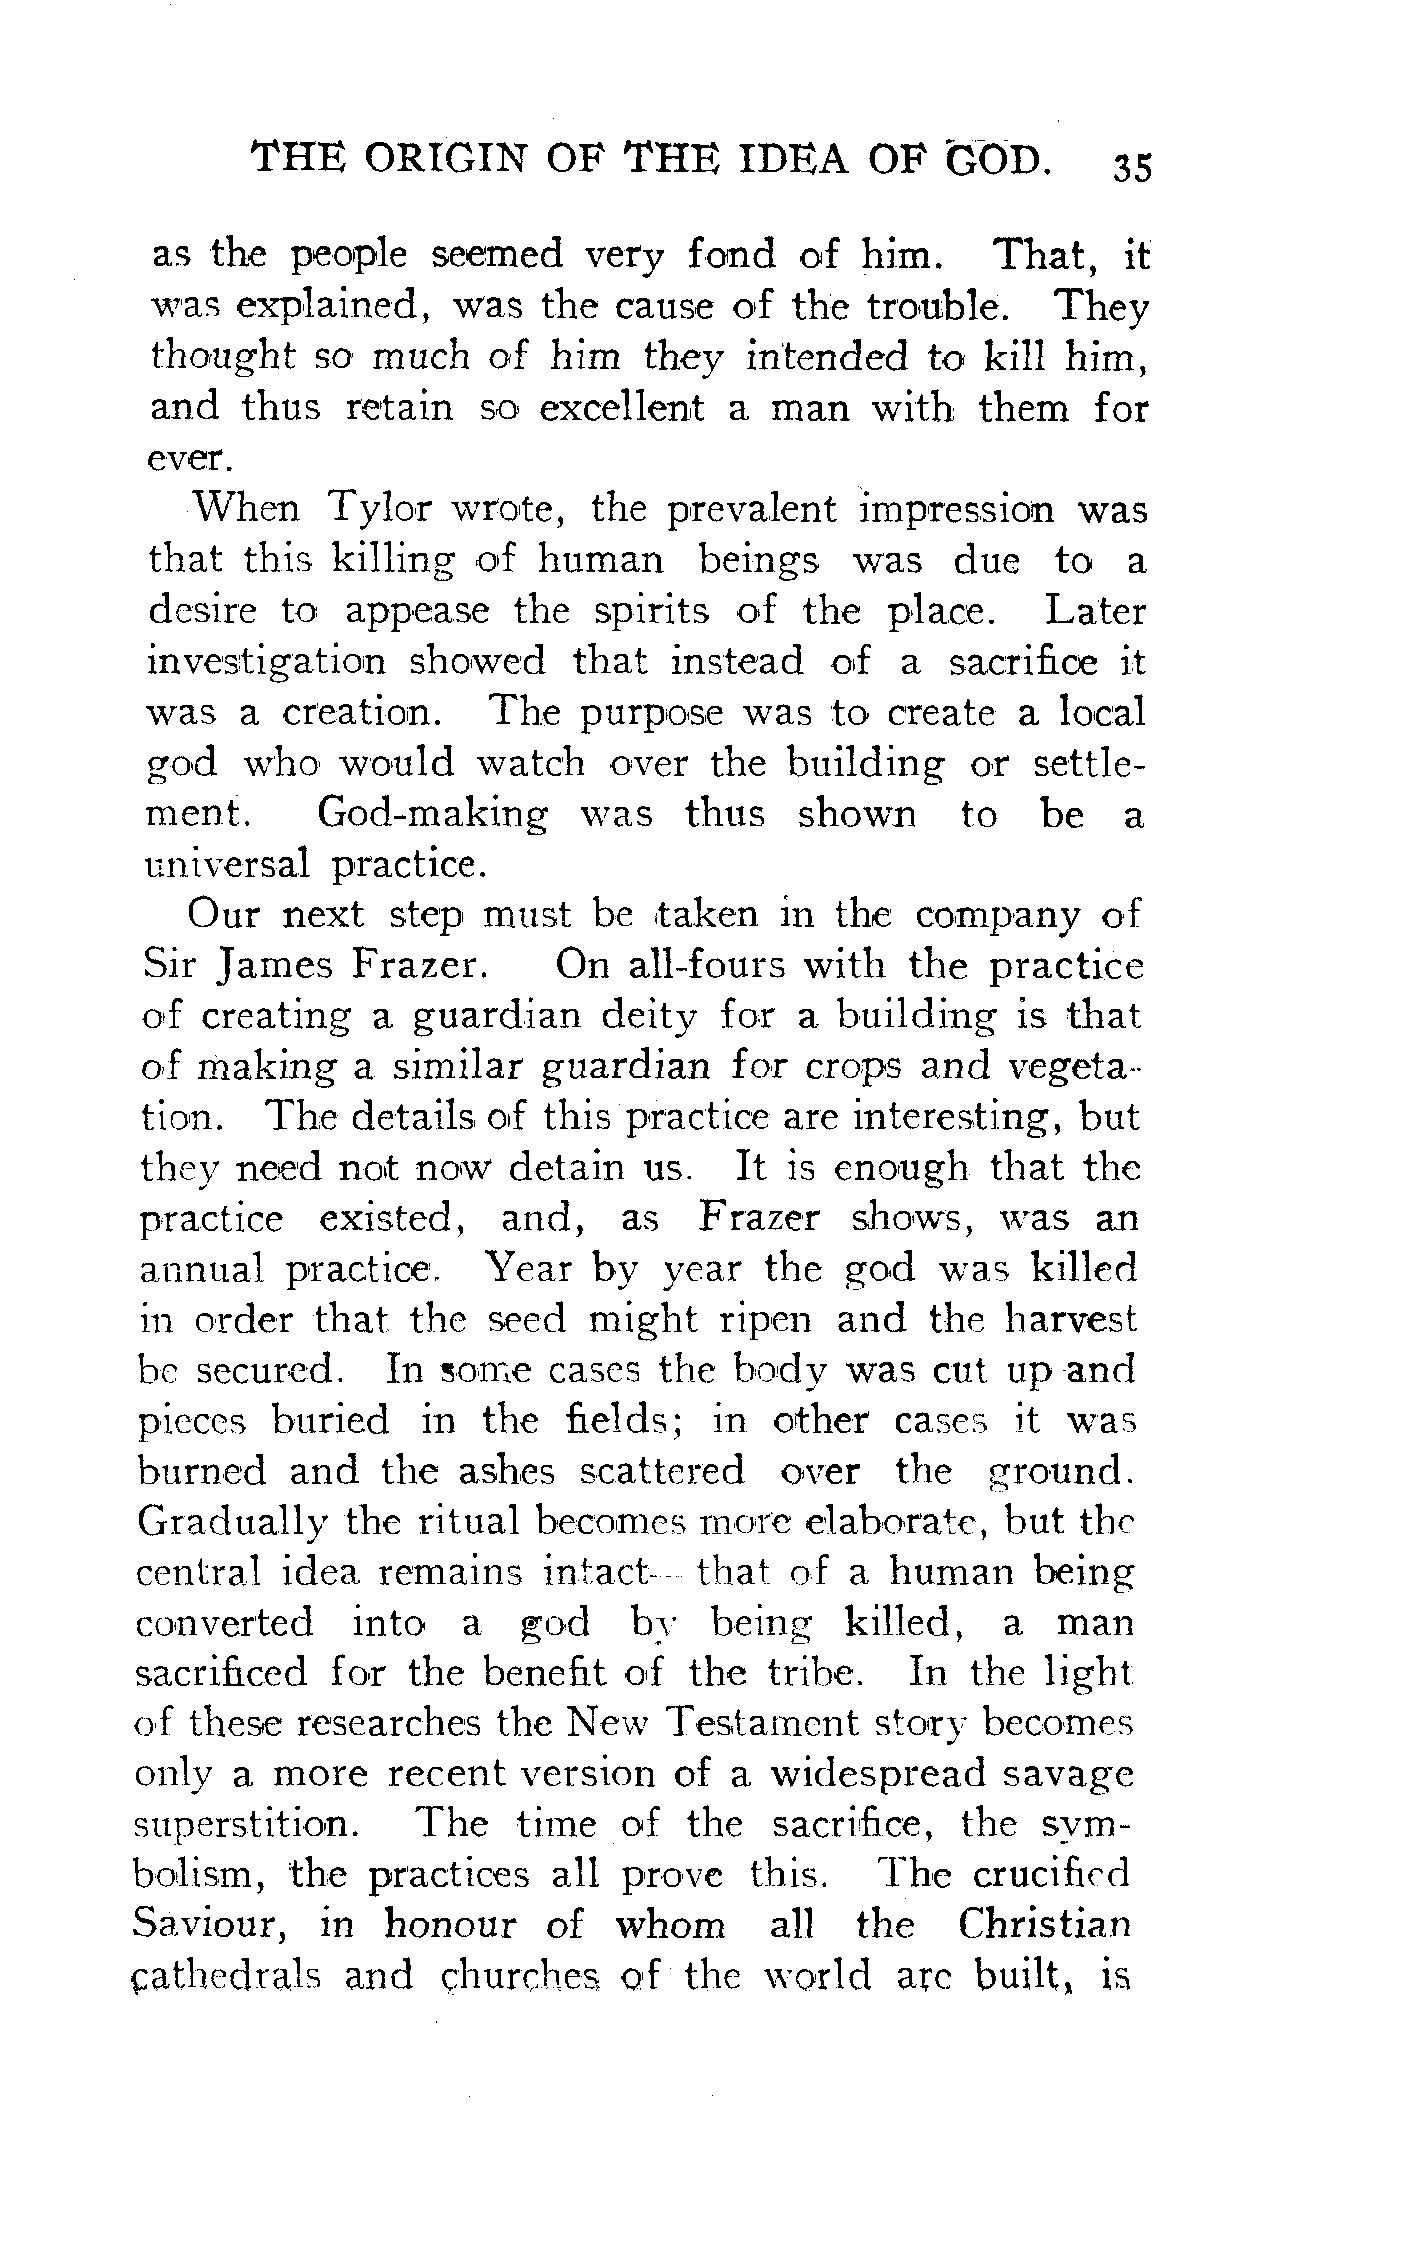 THE ORIGIN OF THE IDEA OF GOD. 35
as the people seemed very fond of him. That, it
was explained, was the cause of the trouble. They
thought so much of him they intended to kill him,
and thus retain so excellent a man with them for
ever.
When Tylor wrote, the prevalent impression was
that this killing of human beings was due to a
desire to appease the spirits of the place. Later
investigation showed that instead of a sacrifice it
was a creation. The purpose was to create a local
god who would watch over the building or settle-
ment. God-making was thus shown to be a
universal practice.
Our next step must be taken in the company of
Sir James Frazer. On all-fours with the practice
of creating a guardian deity for a building is that
of making a similar guardian for crops and vegeta-
tion. The details of this practice are interesting, but
they need not now detain us. It is enough that the
practice existed, and, as Frazer shows, was an
annual practice. Year by year the god was killed
in order that the seed might ripen and the harvest
be secured. In some cases the body was cut up and
pieces buried in the fields; in other cases it was
burned and the ashes scattered over the ground.
Gradually the ritual becomes more elaborate, but the
central idea remains intact—that of a human being
converted into a god by being killed, a man
sacrificed for the benefit of the tribe. In the light
of these researches the New Testament story becomes
only a more recent version of a widespread savage
superstition. The time of the sacrifice, the sym-
bolism, the practices all prove this. The crucified
Saviour, in honour of whom all the Christian
cathedrals and churches of the world are built, is